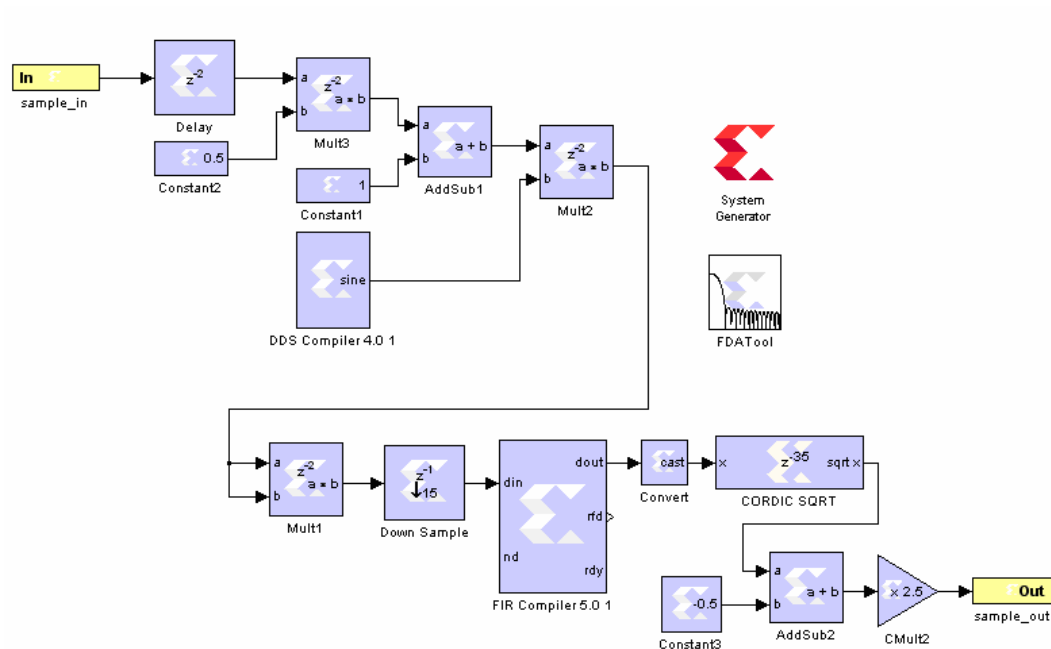 In
sample_in
z-2
Delay
z-2
a
b
a * b
Mult3
0.5
Constant2
1
Constant1
a
b
a + b
AddSub1
z-2
a
b
a * b
Mult2
sine
DDS Compiler 4.0 1
System
Generator
FDATool
z-2
a
b
a * b
Mult1
z-1
↓15
Down Sample
din
nd
dout
rfd
rdy
FIR Compiler 5.0 1
cast
Convert
x
z-35
sqrt x
CORDIC SQRT
-0.5
Constant3
a
b
a + b
AddSub2
x 2.5
CMult2
Out
sample_out